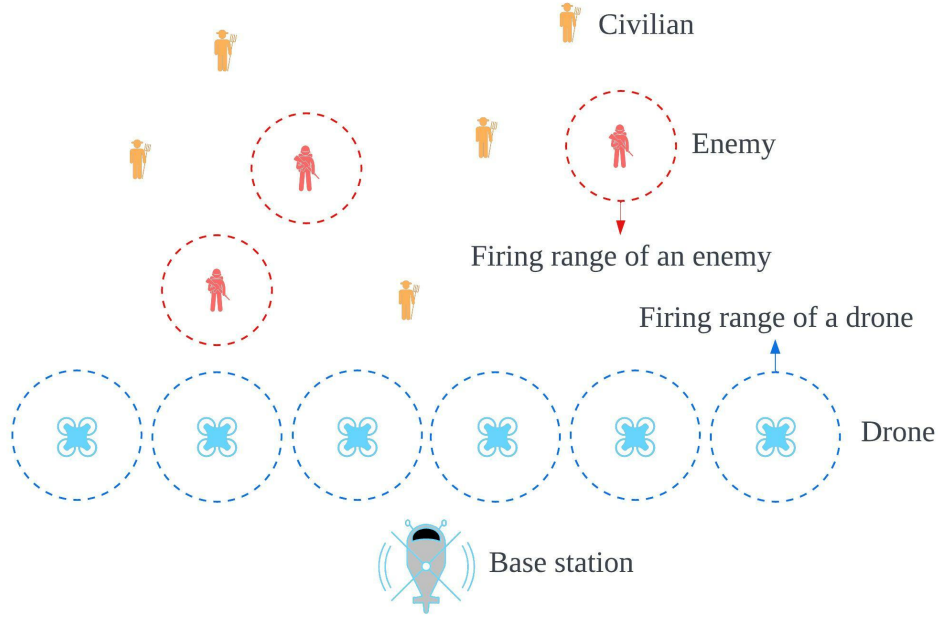 Civilian
Enemy
Firing range of an enemy
Firing range of a drone
Drone
Base station